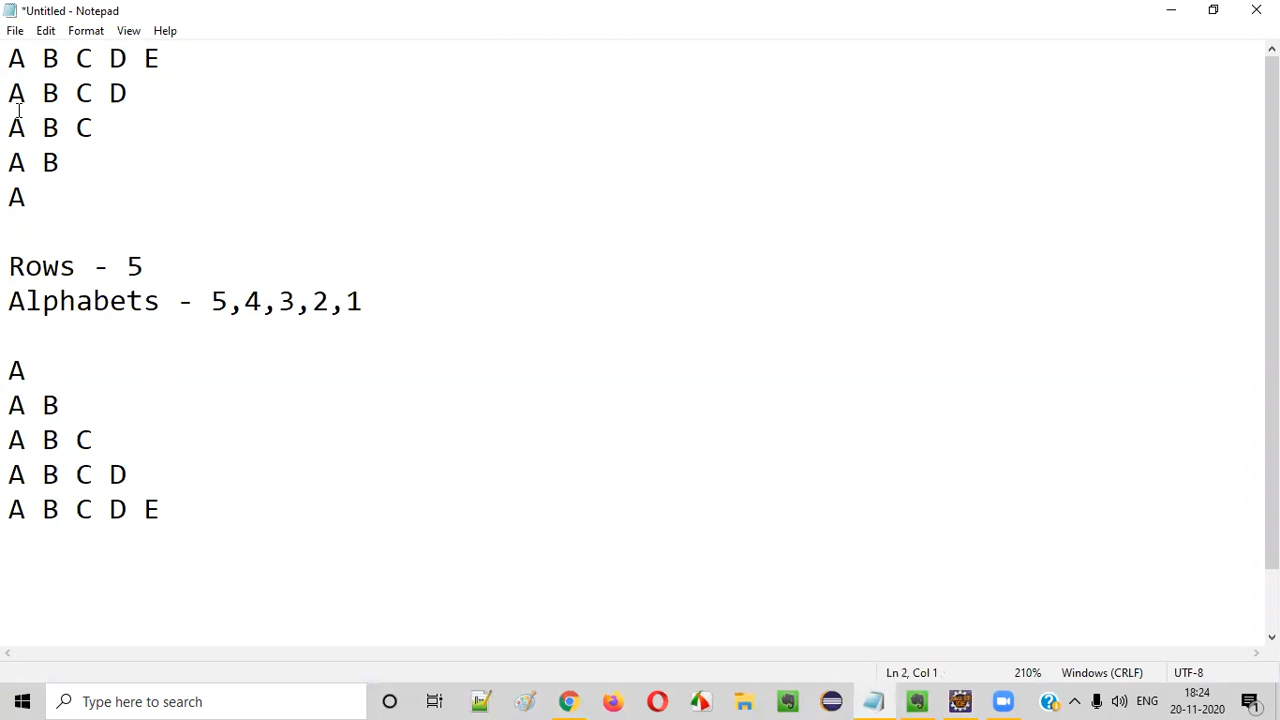 *Untitled - Notepad
File Edit Format View Help
A B C D E
A B C D
A B C
A B
A
Rows - 5
Alphabets - 5,4,3,2,1
A
A B
A B C
A B C D
A B C D E
Ln 2, Col 1 210% Windows (CRLF) UTF-8
Type here to search
ENG
18:24
20-11-2020